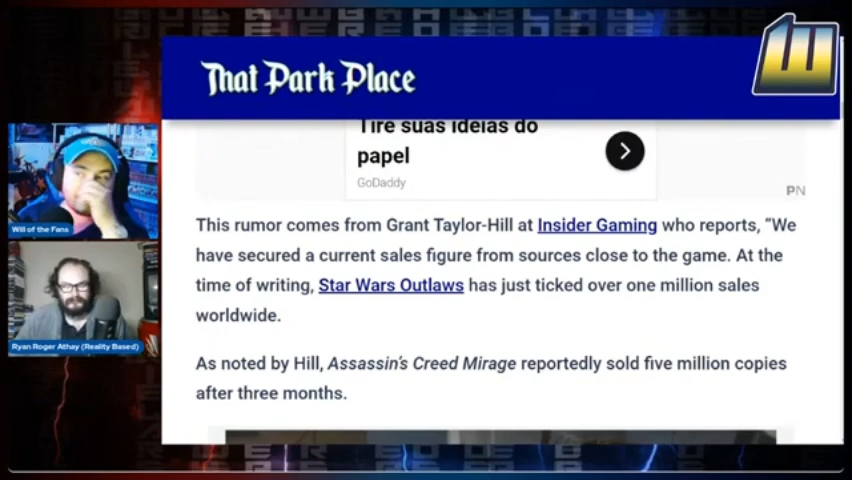 That Park Place
Tire suas ideias do
papel
GoDaddy
PN
This rumor comes from Grant Taylor-Hill at Insider Gaming who reports, “We
have secured a current sales figure from sources close to the game. At the
time of writing, Star Wars Outlaws has just ticked over one million sales
worldwide.
As noted by Hill, Assassin’s Creed Mirage reportedly sold five million copies
after three months.
Will of the Fans
Ryan Roger Athay (Reality Based)